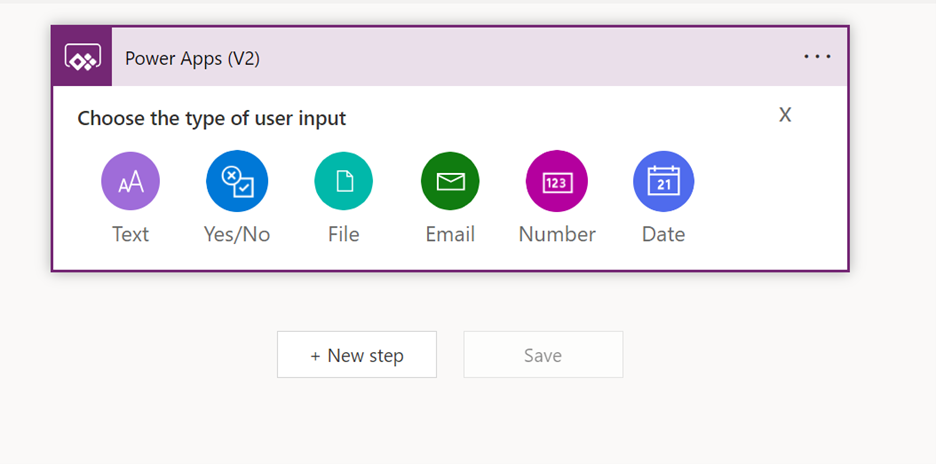 Power Apps (V2)
...
Choose the type of user input
X
AA
123
21
Text Yes/No File Email Number Date
+ New step Save